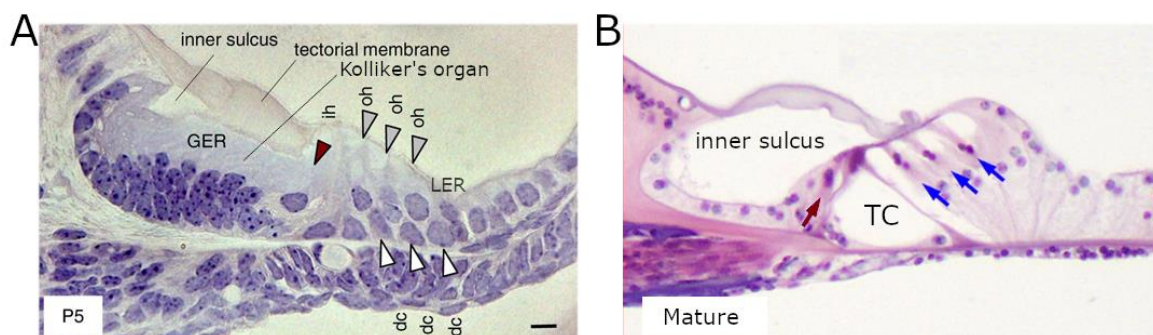 A
inner sulcus
tectorial membrane
Kolliker's organ
ih
oh
oh
oh
GER
LER
P5
dc
dc
dc
B
inner sulcus
TC
Mature